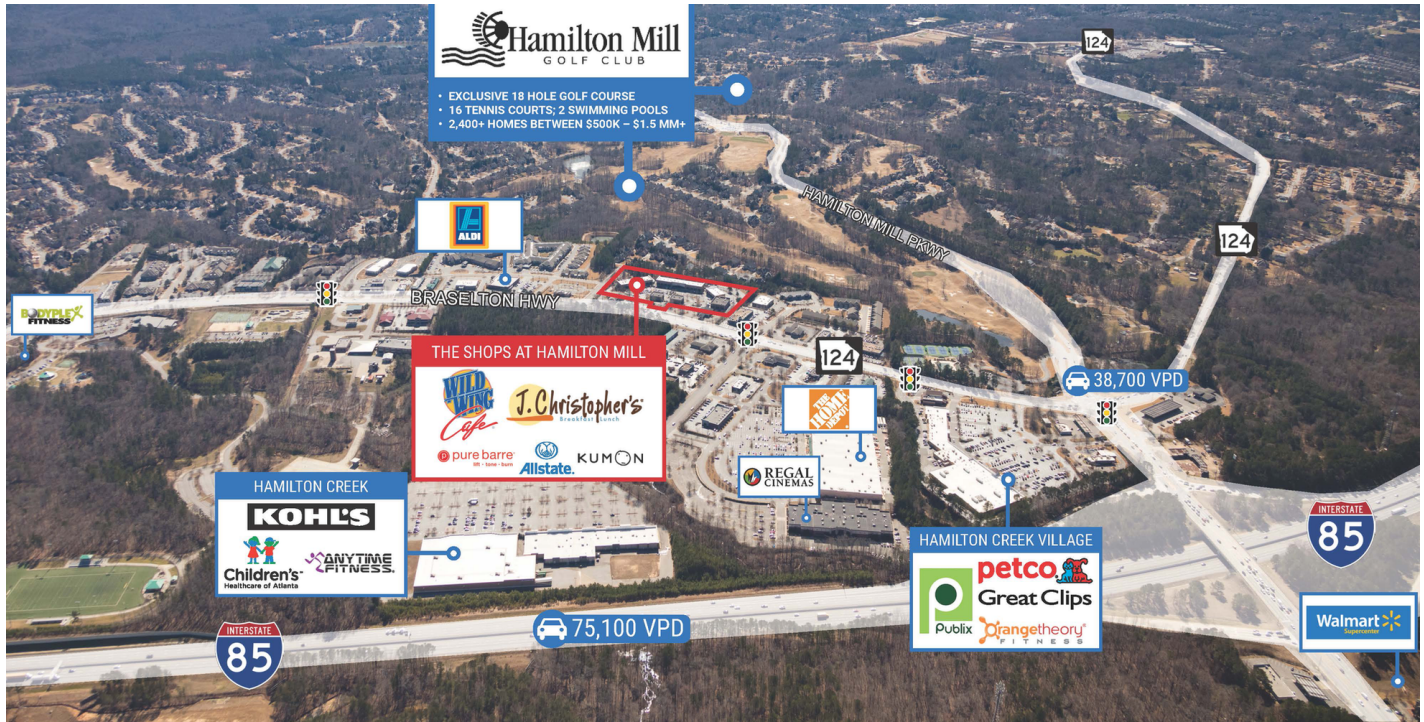 Hamilton Mill
GOLF CLUB
• EXCLUSIVE 18 HOLE GOLF COURSE
• 16 TENNIS COURTS; 2 SWIMMING POOLS
• 2,400+ HOMES BETWEEN $500K – $1.5 MM+
124
HAMILTON MILL PKWY
124
ALDI
BRASELTON HWY
BODYPLEX
FITNESS
THE SHOPS AT HAMILTON MILL
WILD
WING
Cafe
J.Christopher's
Breakfast Lunch
pure barre
lift • tone • burn
Allstate.
KUMON
124
38,700 VPD
THE
HOME
DEPOT
REGAL
CINEMAS
HAMILTON CREEK
KOHL'S
Children's
Healthcare of Atlanta
ANYTIME
FITNESS.
HAMILTON CREEK VILLAGE
Publix
petco
Great Clips
Orangetheory
FITNESS
INTERSTATE
85
Walmart
Supercenter
75,100 VPD
INTERSTATE
85